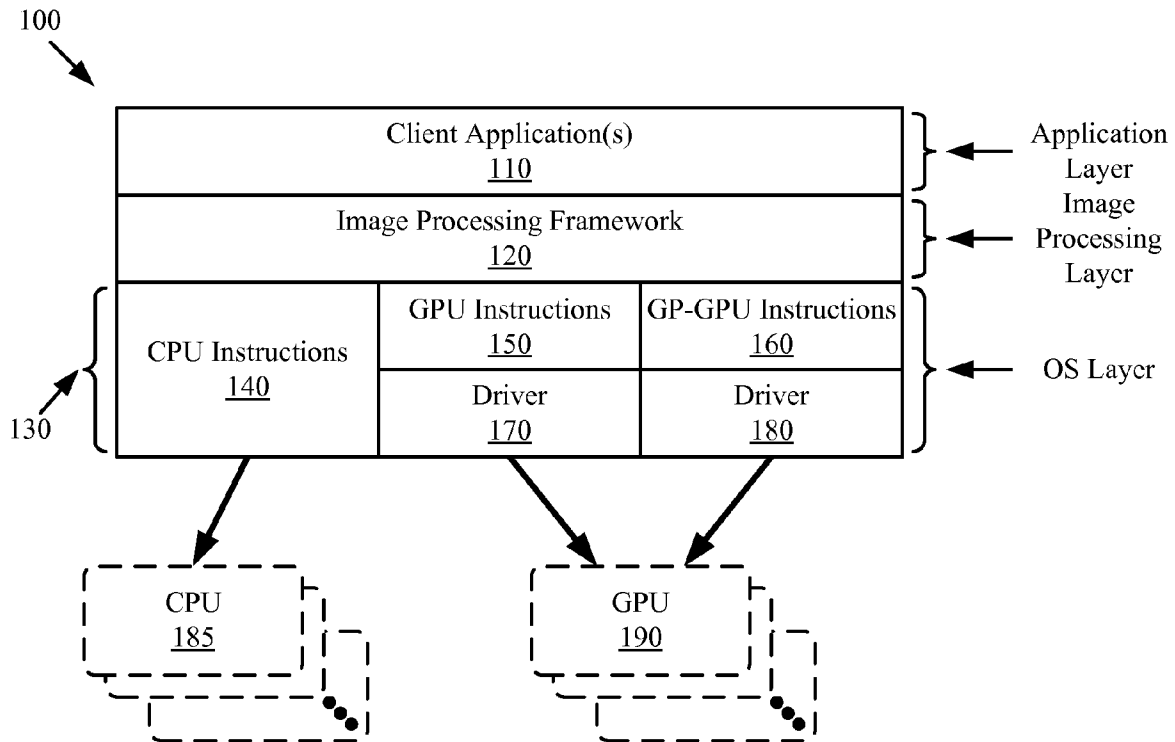 100
Client Application(s)
110
Application
Layer
Image Processing Framework
120
Image
Processing
Layer
CPU Instructions
140
GPU Instructions
150
GP-GPU Instructions
160
Driver
170
Driver
180
OS Layer
130
CPU
185
GPU
190